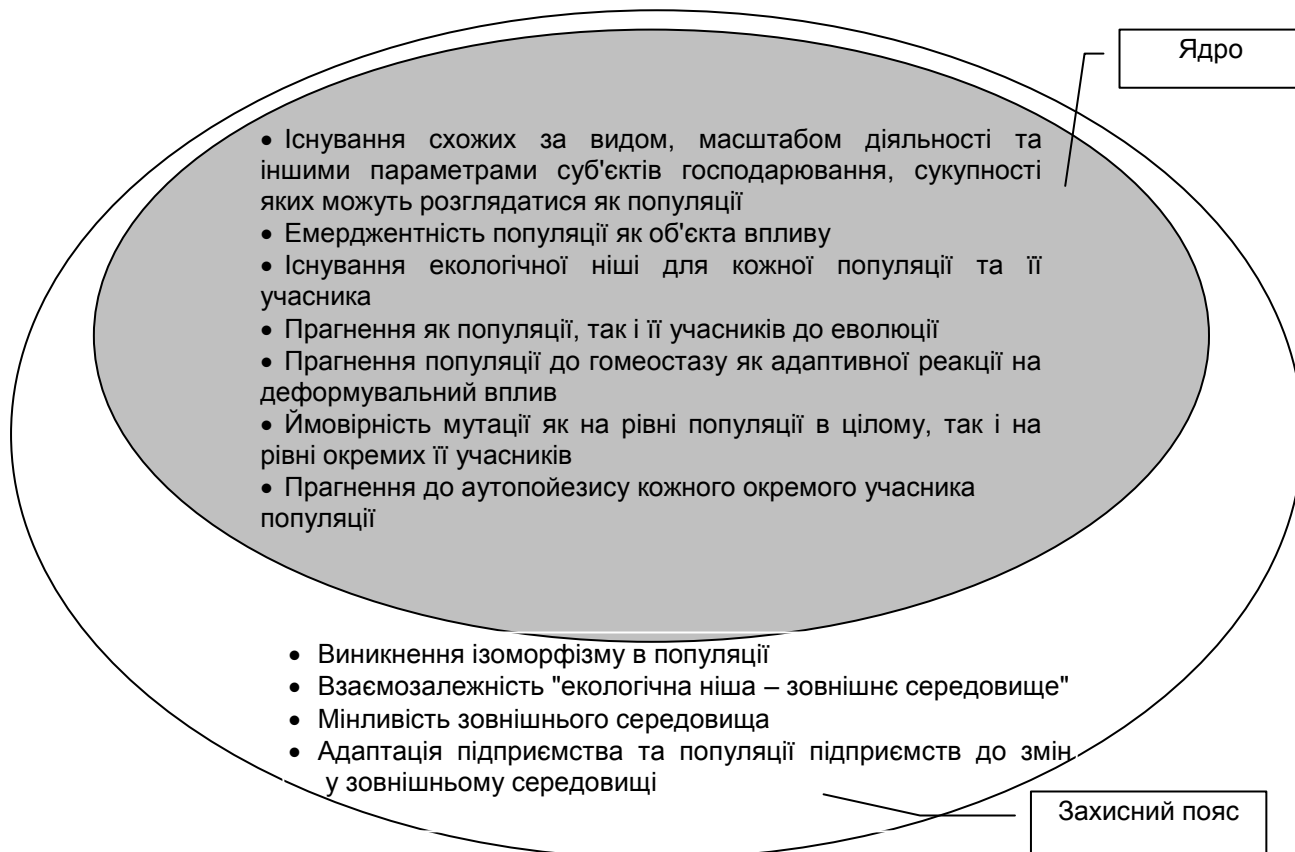 Ядро
• Існування схожих за видом, масштабом діяльності та
іншими параметрами суб'єктів господарювання, сукупності
яких можуть розглядатися як популяції
• Емерджентність популяції як об'єкта впливу
• Існування екологічної ніші для кожної популяції та її
учасника
• Прагнення як популяції, так і її учасників до еволюції
• Прагнення популяції до гомеостазу як адаптивної реакції на
деформувальний вплив
• Ймовірність мутації як на рівні популяції в цілому, так і на
рівні окремих її учасників
• Прагнення до аутопойезису кожного окремого учасника
популяції
• Виникнення ізоморфізму в популяції
• Взаємозалежність "екологічна ніша – зовнішнє середовище"
• Мінливість зовнішнього середовища
• Адаптація підприємства та популяції підприємств до змін
у зовнішньому середовищі
Захисний пояс